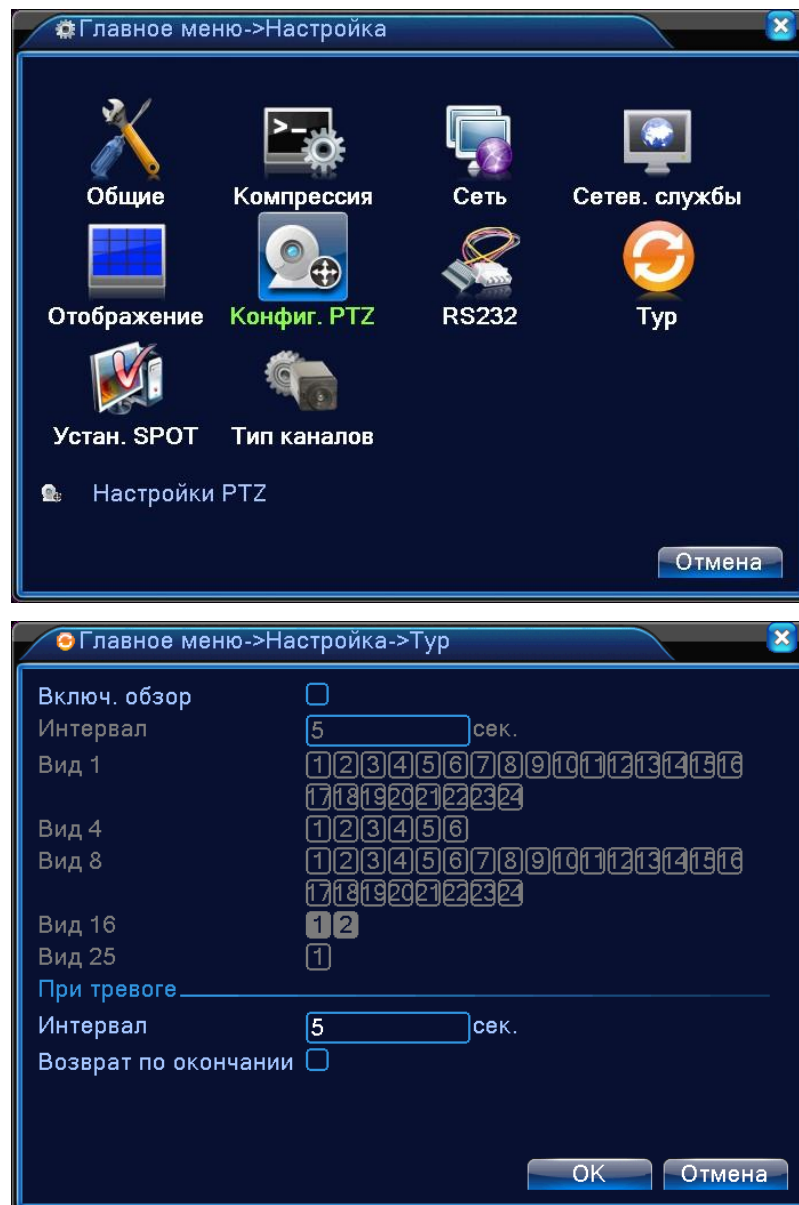 Главное меню->Настройка
Общие Компрессия Сеть Сетев. службы
Отображение Конфиг. PTZ RS232 Тур
Устан. SPOT Тип каналов
Настройки PTZ
Отмена
Главное меню->Настройка->Тур
Включ. обзор
Интервал 5 сек.
Вид 1 1 2 3 4 5 6 7 8 9 10 11 12 13 14 15 16
17 18 19 20 21 22 23 24
Вид 4 1 2 3 4 5 6
Вид 8 1 2 3 4 5 6 7 8 9 10 11 12 13 14 15 16
17 18 19 20 21 22 23 24
Вид 16 1 2
Вид 25 1
При тревоге
Интервал 5 сек.
Возврат по окончании
OK Отмена